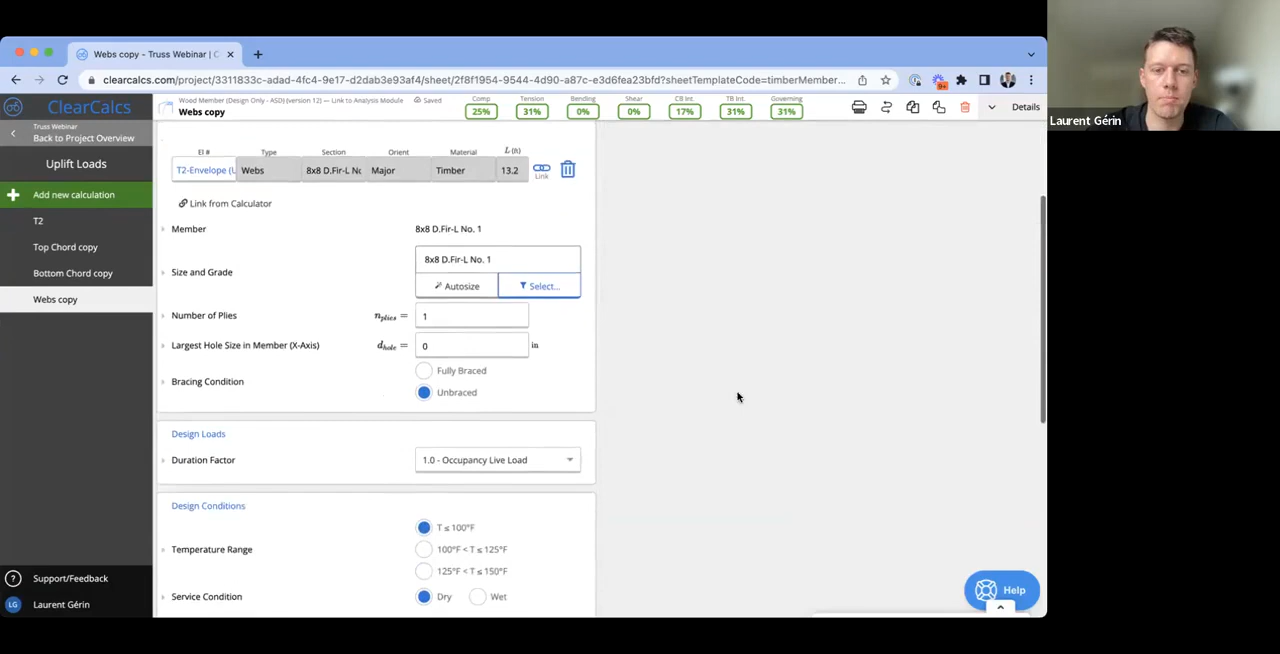 Webs copy - Truss Webinar | C
clearcalcs.com/project/3311833c-adad-4fc4-9e17-d2dab3e93af4/sheet/2f8f1954-9544-4d90-a87c-e3d6fea23bfd?sheetTemplateCode=timberMember...
9+
Laurent Gérin
ClearCalcs
Wood Member (Design Only - ASD) [version 12] — Link to Analysis Module
Saved
Webs copy
Comp Tension Bending Shear CB Int. TB Int. Governing
25% 31% 0% 0% 17% 31% 31%
Details
Truss Webinar
Back to Project Overview
Uplift Loads
Add new calculation
T2
Top Chord copy
Bottom Chord copy
Webs copy
El # Type Section Orient Material L (ft)
T2-Envelope (U Webs 8x8 D.Fir-L Nc Major Timber 13.2 Link
Link from Calculator
Member 8x8 D.Fir-L No. 1
Size and Grade 8x8 D.Fir-L No. 1
Autosize Select...
Number of Plies nplies = 1
Largest Hole Size in Member (X-Axis) dhole = 0 in
Bracing Condition Fully Braced
Unbraced
Design Loads
Duration Factor 1.0 - Occupancy Live Load
Design Conditions
Temperature Range T ≤ 100°F
100°F < T ≤ 125°F
125°F < T ≤ 150°F
Service Condition Dry Wet
? Support/Feedback
LG Laurent Gérin
Help